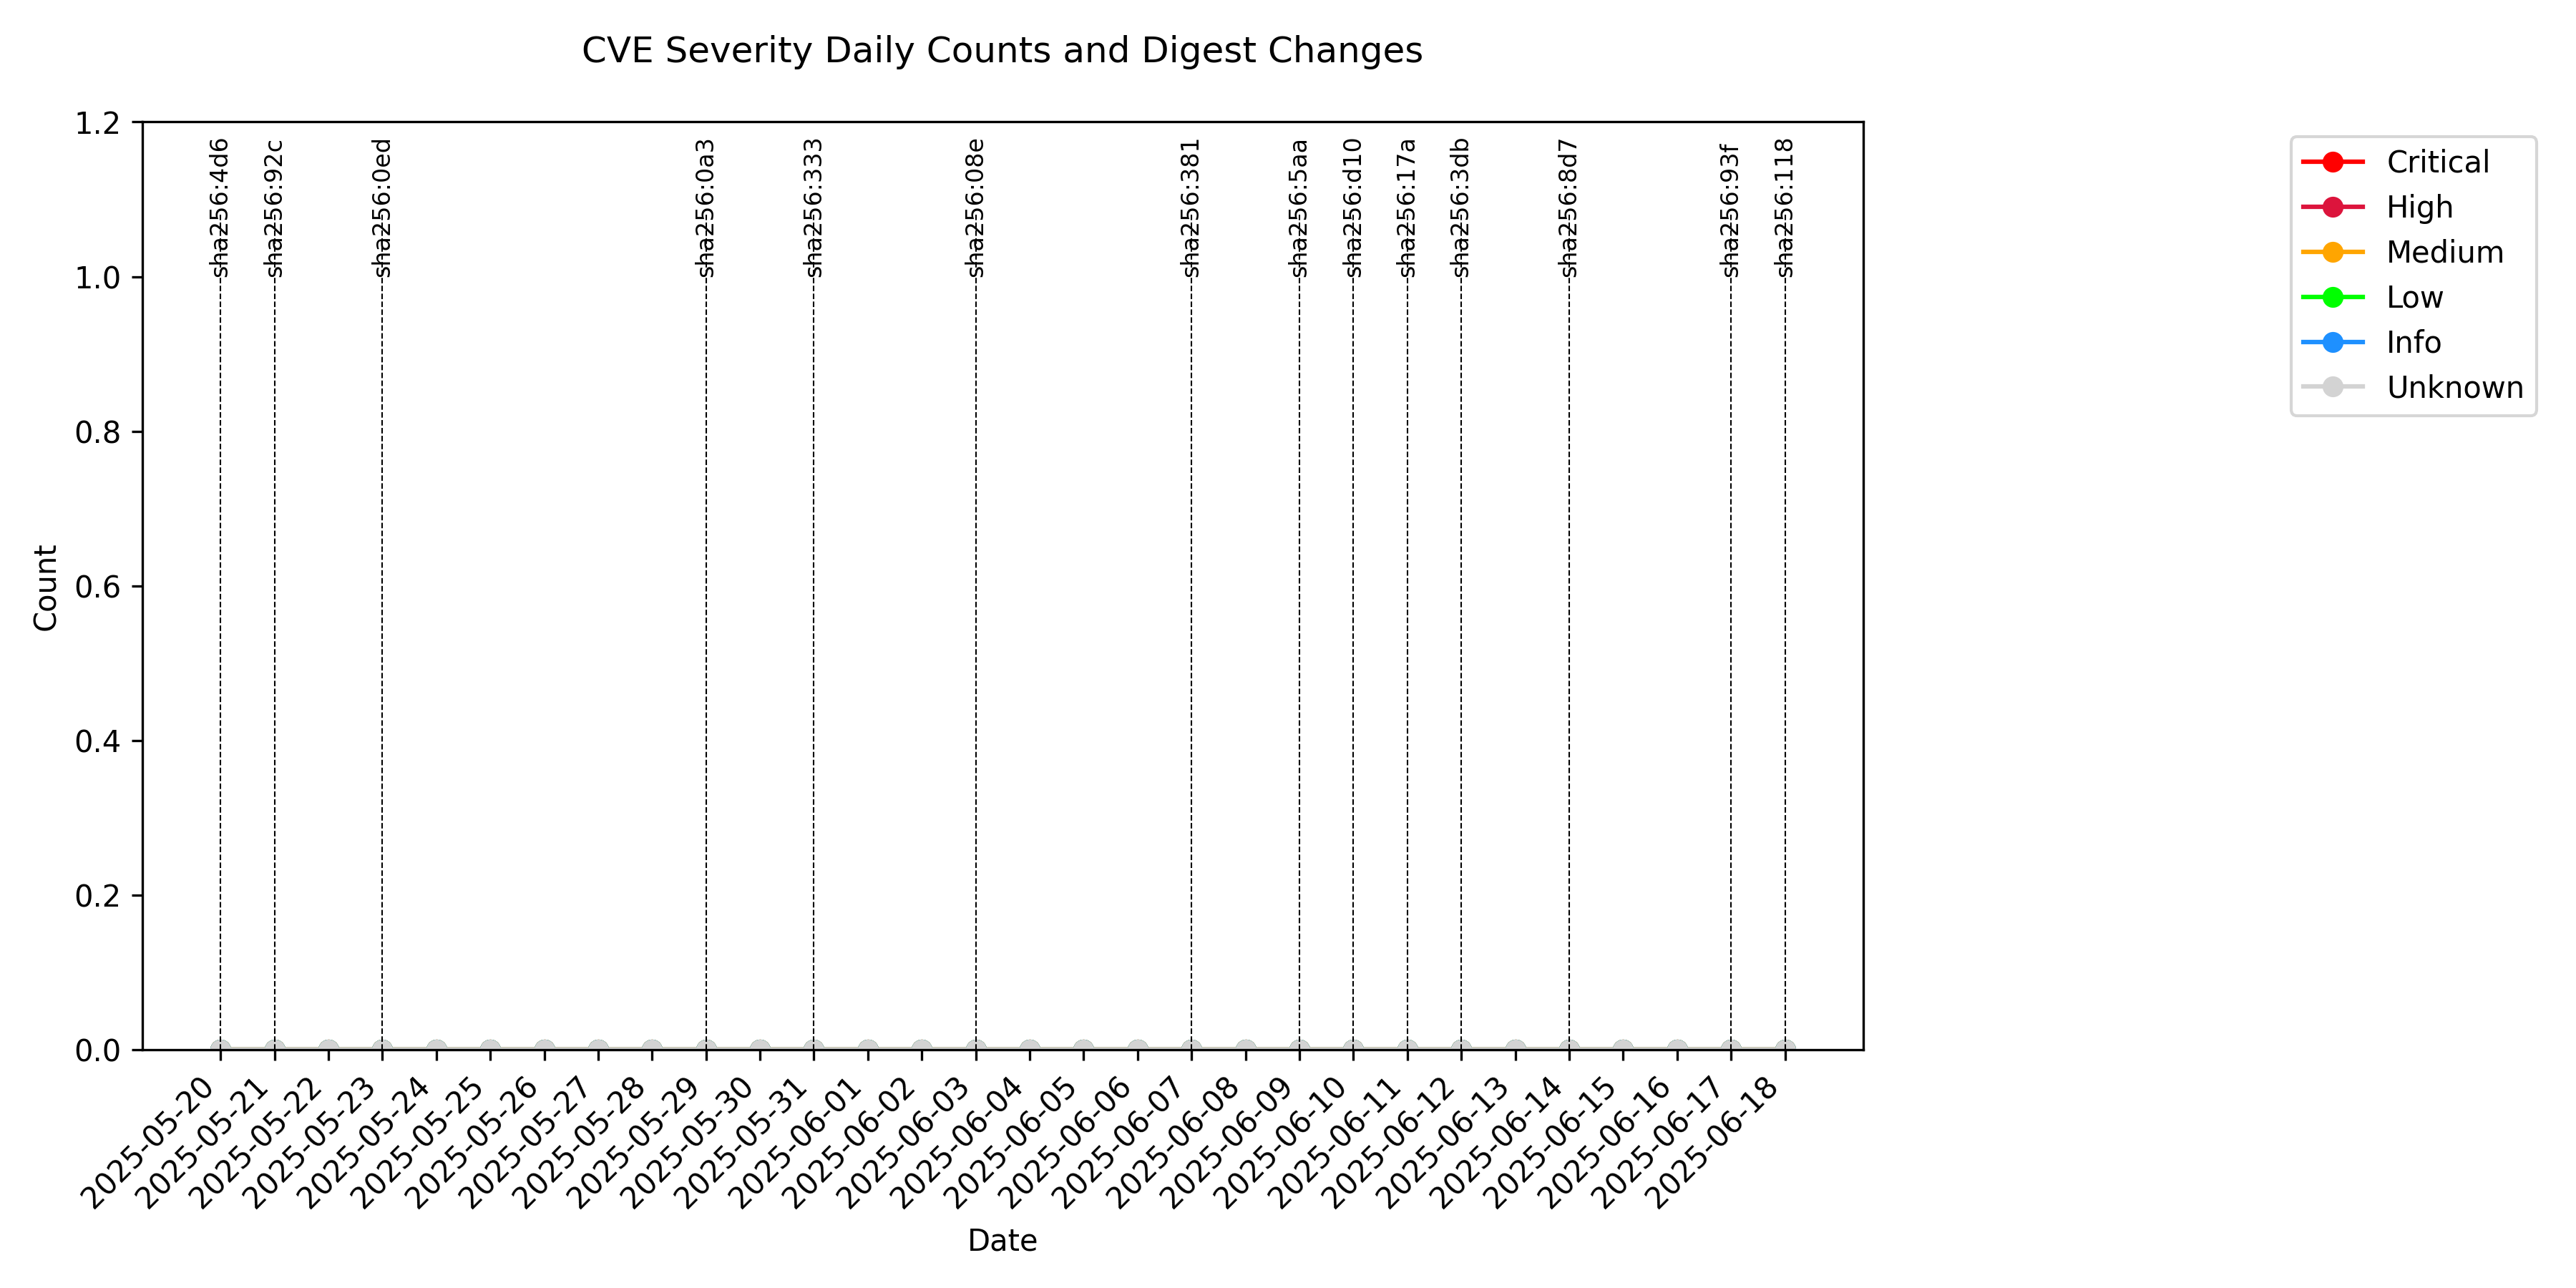 CVE Severity Daily Counts and Digest Changes
1.2
1.0
0.8
0.6
0.4
0.2
0.0
Count
sha256:4d6
sha256:92c
sha256:0ed
sha256:0a3
sha256:333
sha256:08e
sha256:381
sha256:5aa
sha256:d10
sha256:17a
sha256:3db
sha256:8d7
sha256:93f
sha256:118
Critical
High
Medium
Low
Info
Unknown
2025-05-20
2025-05-21
2025-05-22
2025-05-23
2025-05-24
2025-05-25
2025-05-26
2025-05-27
2025-05-28
2025-05-29
2025-05-30
2025-05-31
2025-06-01
2025-06-02
2025-06-03
2025-06-04
2025-06-05
2025-06-06
2025-06-07
2025-06-08
2025-06-09
2025-06-10
2025-06-11
2025-06-12
2025-06-13
2025-06-14
2025-06-15
2025-06-16
2025-06-17
2025-06-18
Date